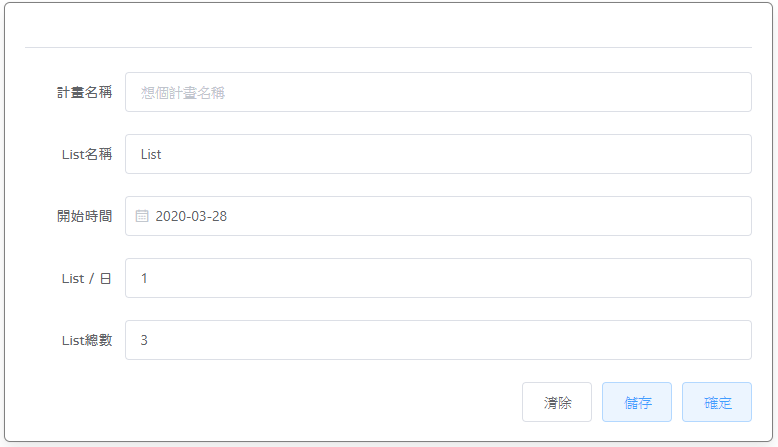 計畫名稱 想個計畫名稱
List名稱 List
開始時間 2020-03-28
List / 日 1
List總數 3
清除 儲存 確定